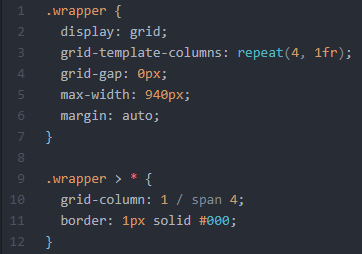 1 .wrapper {
2   display: grid;
3   grid-template-columns: repeat(4, 1fr);
4   grid-gap: 0px;
5   max-width: 940px;
6   margin: auto;
7 }
8
9 .wrapper > * {
10   grid-column: 1 / span 4;
11   border: 1px solid #000;
12 }